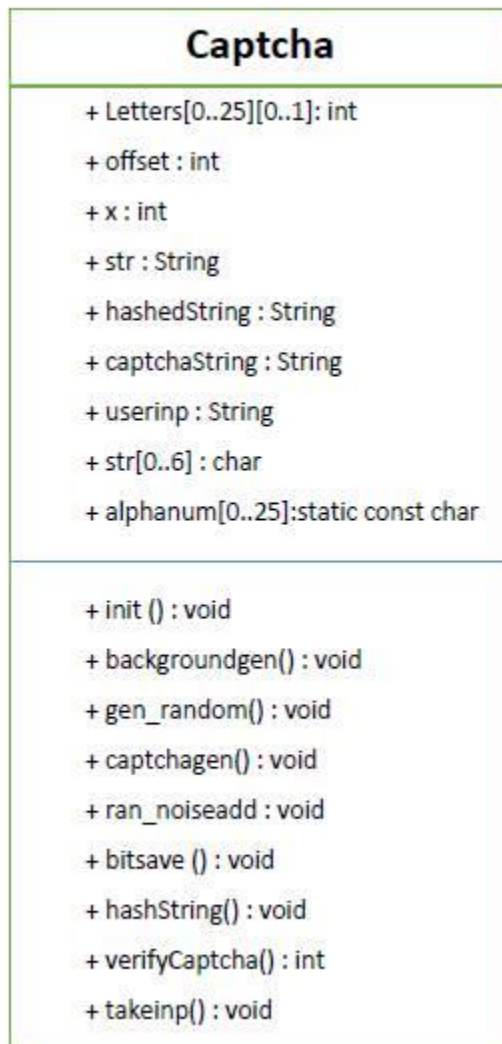 Captcha
+ Letters[0..25][0..1]: int
+ offset : int
+ x : int
+ str : String
+ hashedString : String
+ captchaString : String
+ userinp : String
+ str[0..6] : char
+ alphanum[0..25]:static const char
+ init () : void
+ backgroundgen() : void
+ gen_random() : void
+ captchagen() : void
+ ran_noiseadd : void
+ bitsave () : void
+ hashString() : void
+ verifyCaptcha() : int
+ takeinp() : void